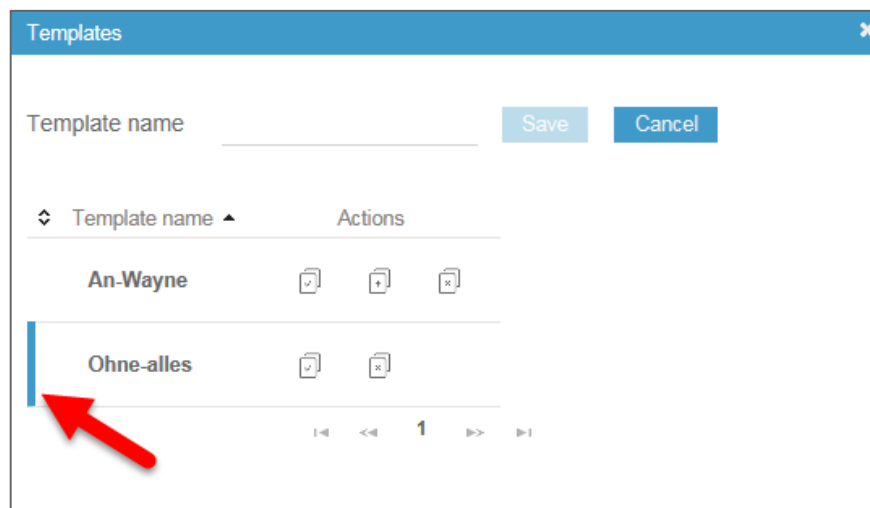 Templates
Template name Save Cancel
Template name Actions
An-Wayne
Ohne-alles
1